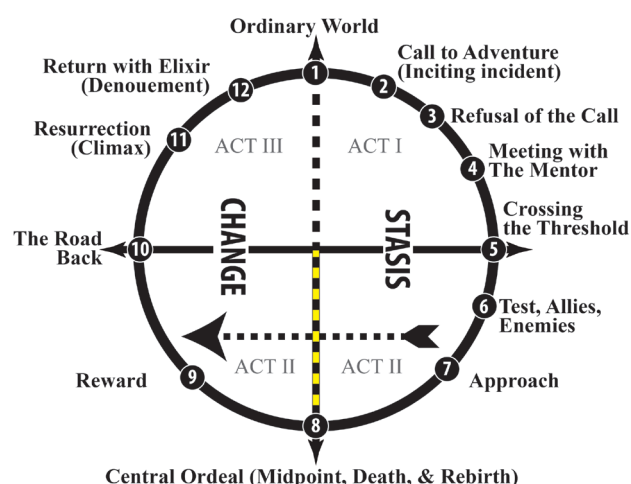 Ordinary World
1
Call to Adventure
(Inciting incident)
2
Refusal of the Call
3
Meeting with
The Mentor
4
Crossing
the Threshold
5
Test, Allies,
Enemies
6
Approach
7
Central Ordeal (Midpoint, Death, & Rebirth)
8
Reward
9
The Road
Back
10
Resurrection
(Climax)
11
Return with Elixir
(Denouement)
12
ACT III
ACT I
CHANGE
STASIS
ACT II
ACT II